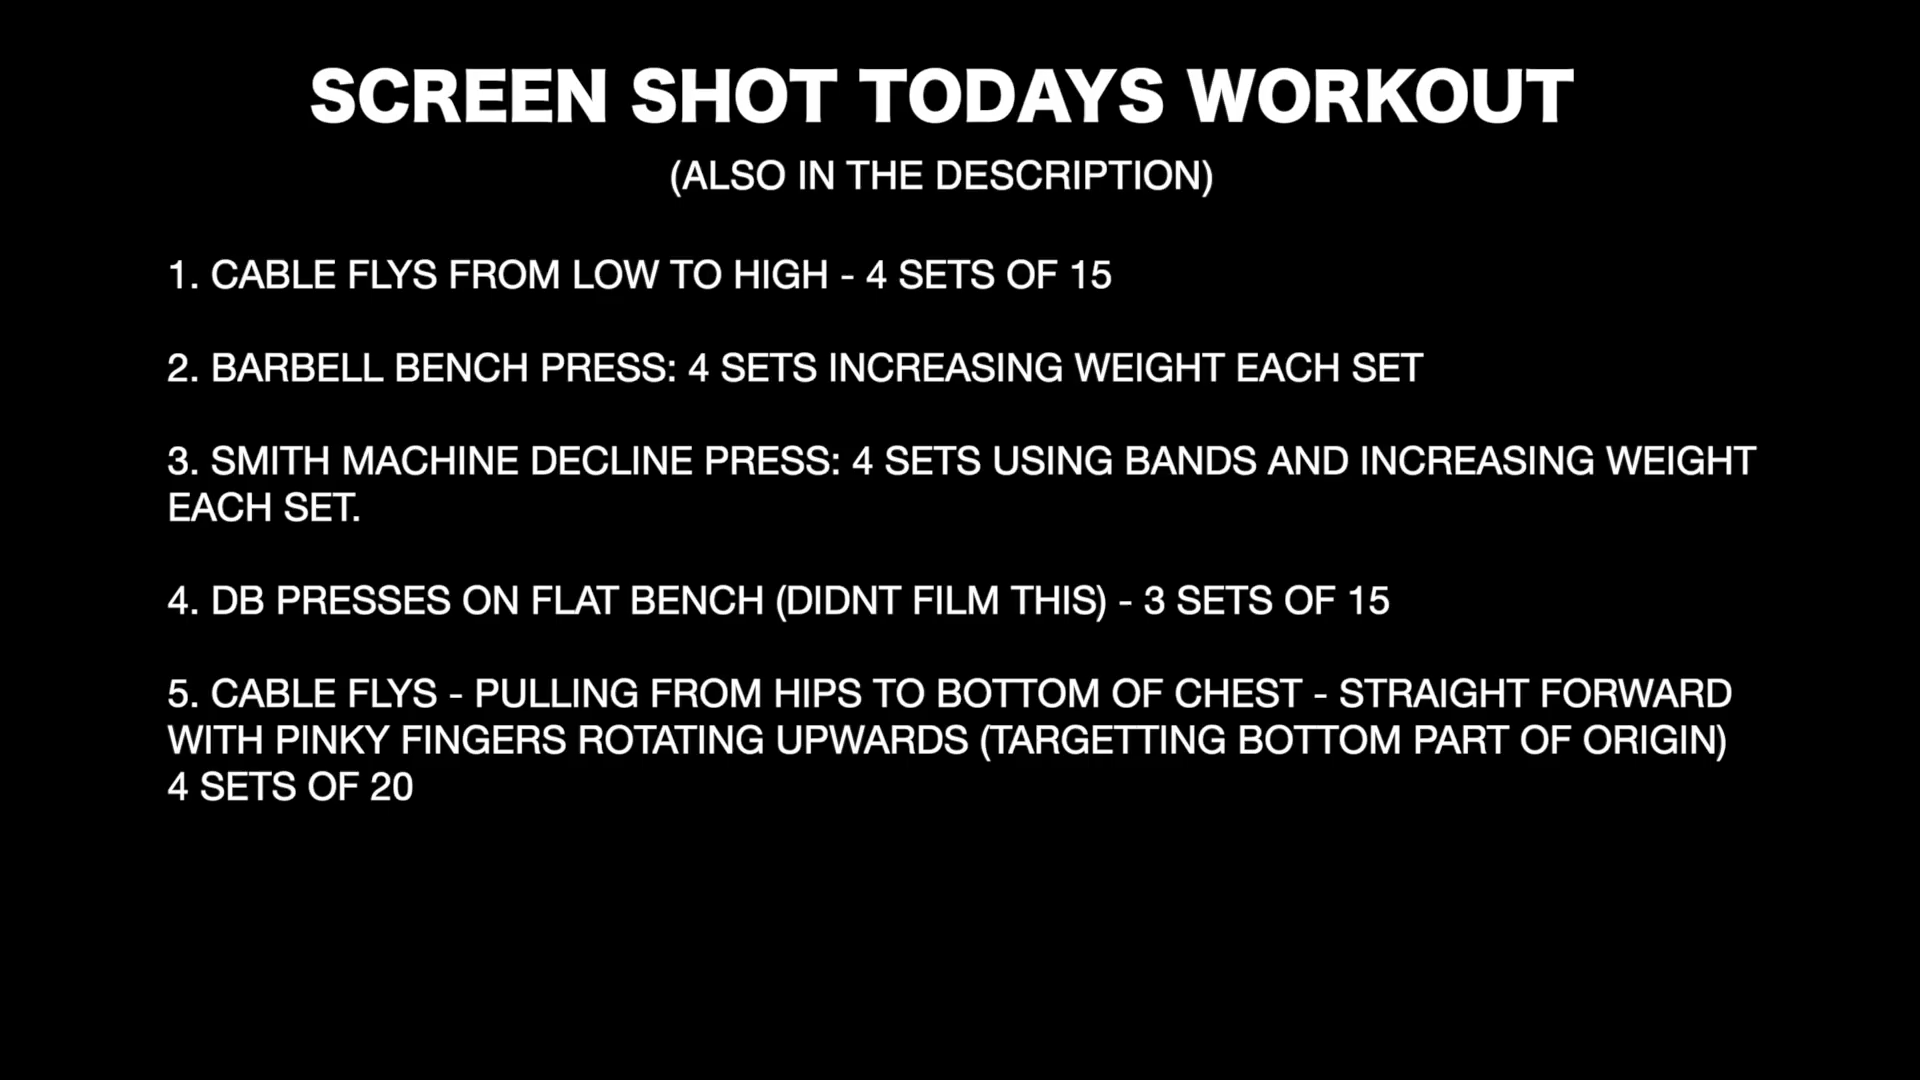 SCREEN SHOT TODAYS WORKOUT
(ALSO IN THE DESCRIPTION)
1. CABLE FLYS FROM LOW TO HIGH - 4 SETS OF 15
2. BARBELL BENCH PRESS: 4 SETS INCREASING WEIGHT EACH SET
3. SMITH MACHINE DECLINE PRESS: 4 SETS USING BANDS AND INCREASING WEIGHT
EACH SET.
4. DB PRESSES ON FLAT BENCH (DIDNT FILM THIS) - 3 SETS OF 15
5. CABLE FLYS - PULLING FROM HIPS TO BOTTOM OF CHEST - STRAIGHT FORWARD
WITH PINKY FINGERS ROTATING UPWARDS (TARGETTING BOTTOM PART OF ORIGIN)
4 SETS OF 20